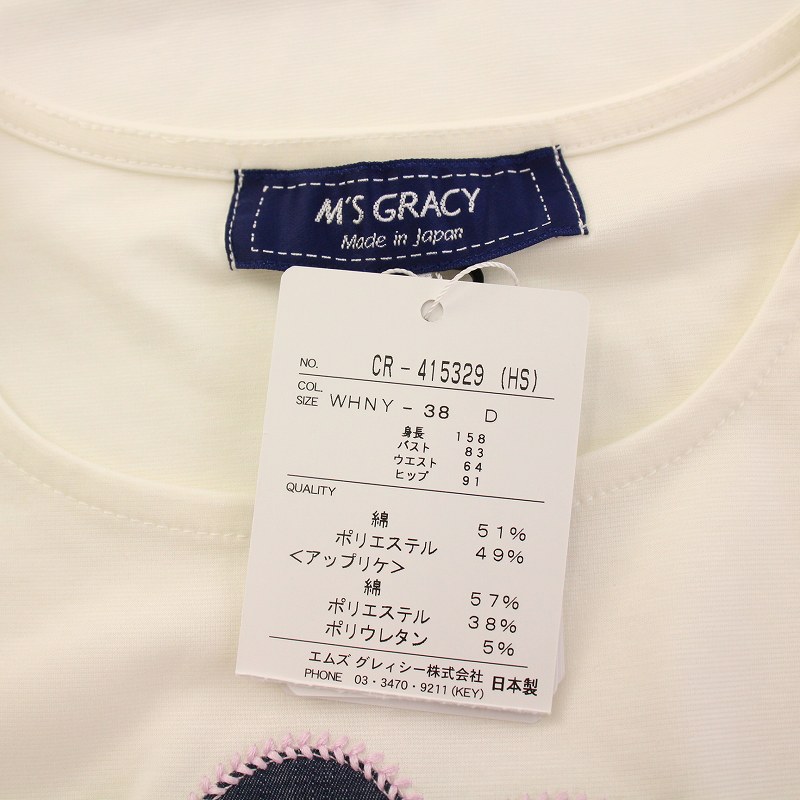 M'S GRACY
Made in Japan
NO. CR-415329 (HS)
COL.
SIZE WHNY-38 D
身長 158
バスト 83
ウエスト 64
ヒップ 91
QUALITY
綿 51%
ポリエステル 49%
<アップリケ>
綿 57%
ポリエステル 38%
ポリウレタン 5%
エムズ グレィシー株式会社
PHONE 03・3470・9211(KEY) 日本製